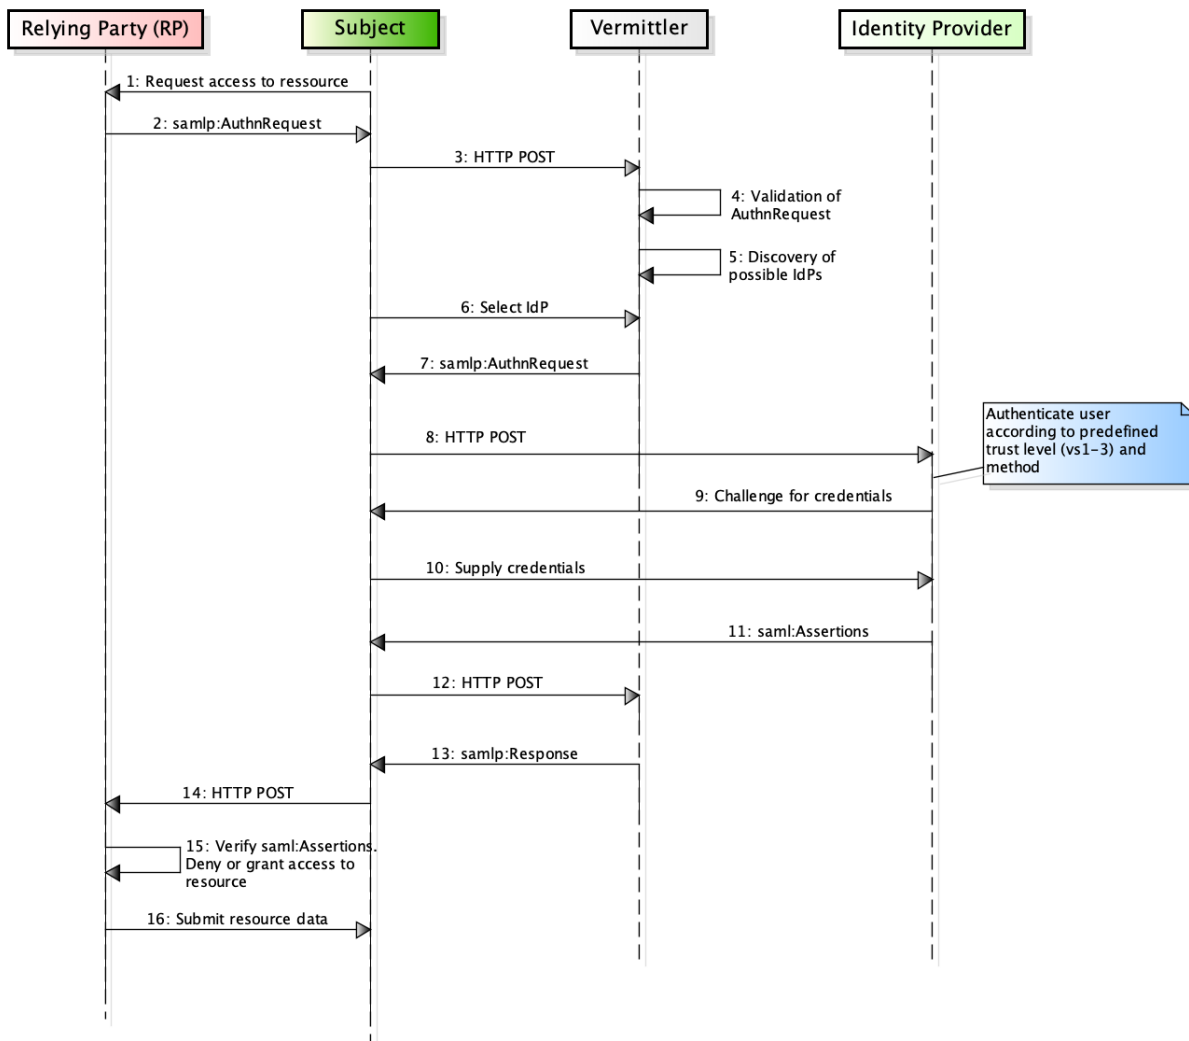 Relying Party (RP)
Subject
Vermittler
Identity Provider
1: Request access to ressource
2: samlp:AuthnRequest
3: HTTP POST
4: Validation of
AuthnRequest
5: Discovery of
possible IdPs
6: Select IdP
7: samlp:AuthnRequest
Authenticate user
according to predefined
trust level (vs1-3) and
method
8: HTTP POST
9: Challenge for credentials
10: Supply credentials
11: saml:Assertions
12: HTTP POST
13: samlp:Response
14: HTTP POST
15: Verify saml:Assertions.
Deny or grant access to
resource
16: Submit resource data